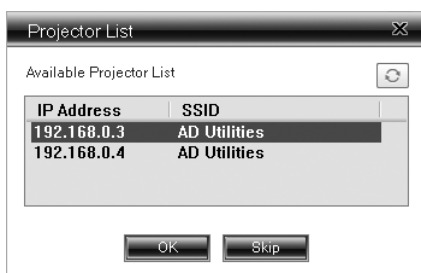 Projector List
Available Projector List
IP Address SSID
192.168.0.3 AD Utilities
192.168.0.4 AD Utilities
OK Skip